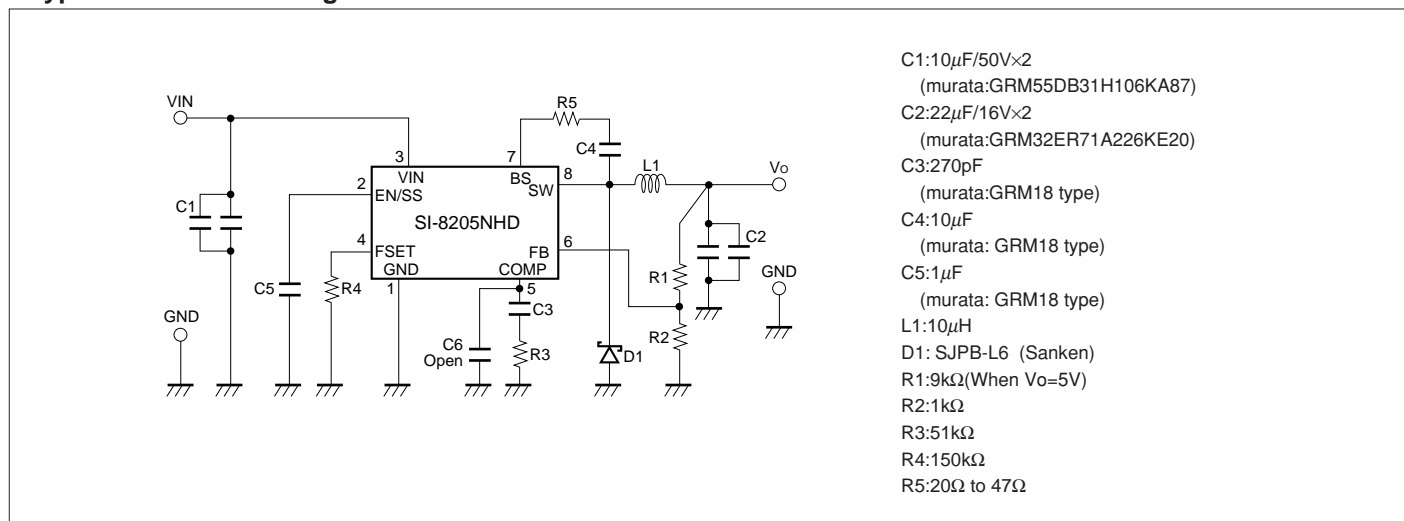 VIN
R5
C4
L1
Vo
3
7
8
VIN
BS
SW
2
EN/SS
C1
SI-8205NHD
4
FSET
FB
6
C2
GND
COMP
GND
R1
C5
R4
1
5
C3
GND
R2
C6
Open
R3
D1
C1:10μF/50V×2
(murata:GRM55DB31H106KA87)
C2:22μF/16V×2
(murata:GRM32ER71A226KE20)
C3:270pF
(murata:GRM18 type)
C4:10μF
(murata: GRM18 type)
C5:1μF
(murata: GRM18 type)
L1:10μH
D1: SJPB-L6 (Sanken)
R1:9kΩ(When Vo=5V)
R2:1kΩ
R3:51kΩ
R4:150kΩ
R5:20Ω to 47Ω